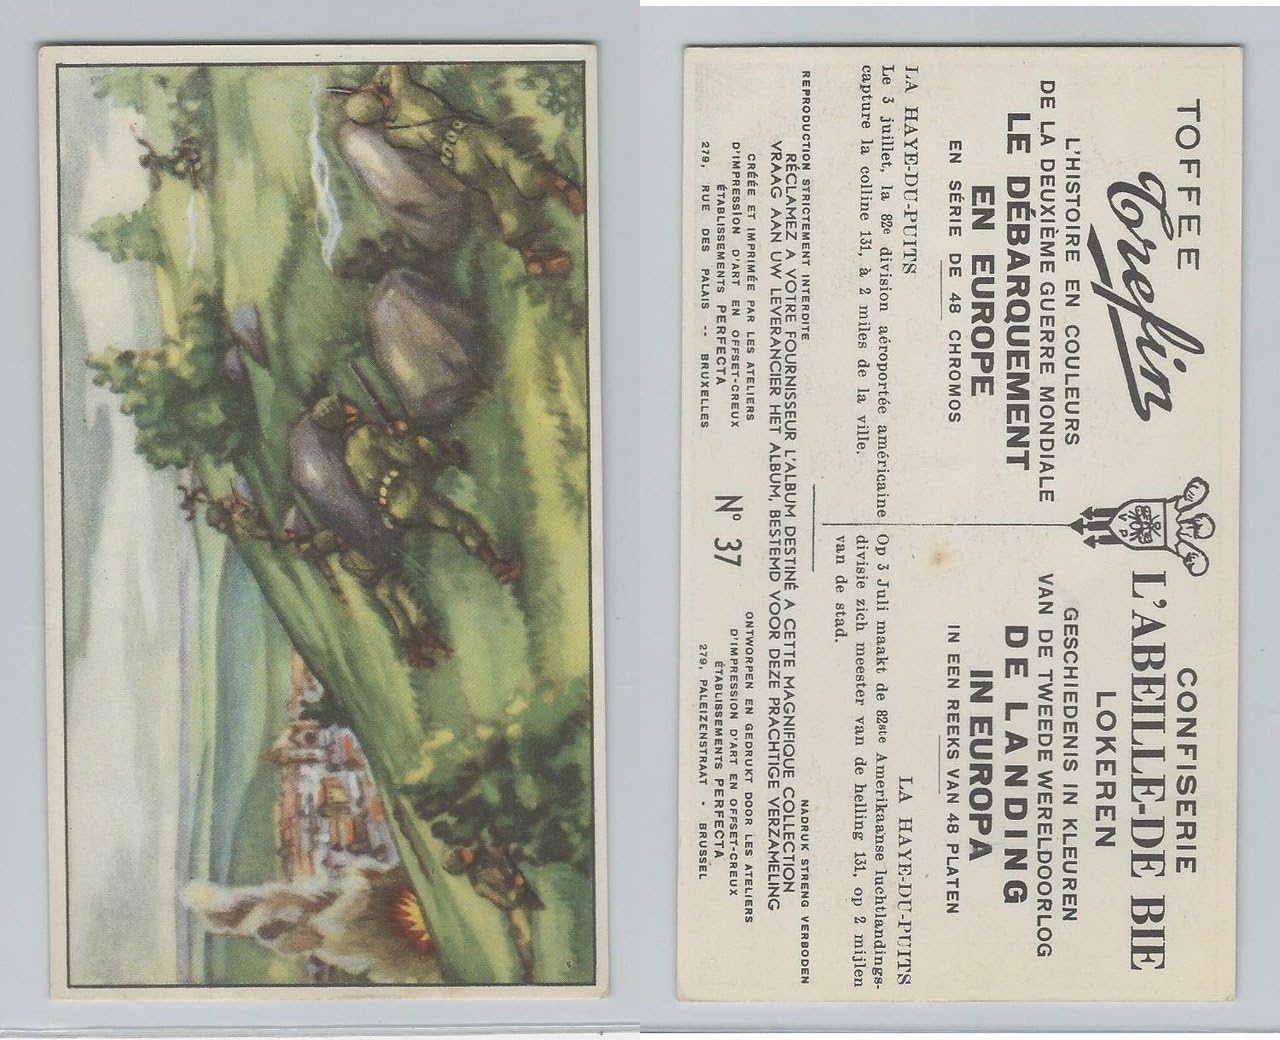 TOFFEE
Trefin
CONFISERIE
L'ABEILLE-DE BIE
LOKEREN
V P
L'HISTOIRE EN COULEURS
DE LA DEUXIÈME GUERRE MONDIALE
LE DÉBARQUEMENT
EN EUROPE
EN SÉRIE DE 48 CHROMOS
LA HAYE-DU-PUITS
Le 3 juillet, la 82e division aéroportée américaine
capture la colline 131, à 2 miles de la ville.
GESCHIEDENIS IN KLEUREN
VAN DE TWEEDE WERELDOORLOG
DE LANDING
IN EUROPA
IN EEN REEKS VAN 48 PLATEN
LA HAYE-DU-PUITS
Op 3 Juli maakt de 82ste Amerikaanse luchtlandings-
divisie zich meester van de helling 131, op 2 mijlen
van de stad.
REPRODUCTION STRICTEMENT INTERDITE
NADRUK STRENG VERBODEN
RÉCLAMEZ A VOTRE FOURNISSEUR L'ALBUM DESTINÉ A CETTE MAGNIFIQUE COLLECTION
VRAAG AAN UW LEVERANCIER HET ALBUM, BESTEMD VOOR DEZE PRACHTIGE VERZAMELING
CRÉÉE ET IMPRIMÉE PAR LES ATELIERS
D'IMPRESSION D'ART EN OFFSET-CREUX
ÉTABLISSEMENTS PERFECTA
279, RUE DES PALAIS -- BRUXELLES
Nº 37
ONTWORPEN EN GEDRUKT DOOR LES ATELIERS
D'IMPRESSION D'ART EN OFFSET-CREUX
ÉTABLISSEMENTS PERFECTA
279, PALEIZENSTRAAT • BRUSSEL